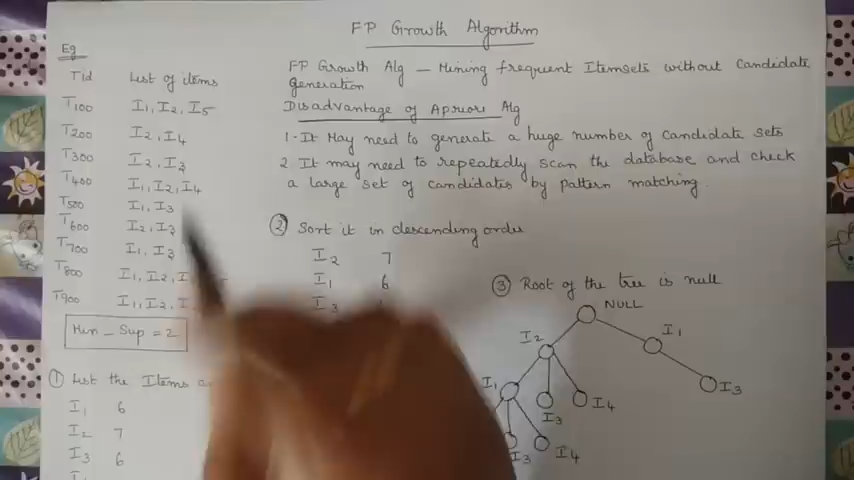 FP Growth Algorithm
Eg
Tid List of items
T100 I1, I2, I5
T200 I2, I4
T300 I2, I3
T400 I1, I2, I4
T500 I1, I3
T600 I2, I3
T700 I1, I3
T800 I1, I2,
T900 I1, I2,
Min_Sup = 2
① List the Items
I1 6
I2 7
I3 6
FP Growth Alg — Mining frequent Itemsets without Candidate
generation
Disadvantage of Apriori Alg
1. It May need to generate a huge number of candidate sets
2 It may need to repeatedly scan the database and check
a large set of candidates by pattern matching.
② Sort it in descending order
I2 7
I1 6
I3
③ Root of the tree is null
NULL
I2 I1
I1 I3 I4 I3
I3 I4